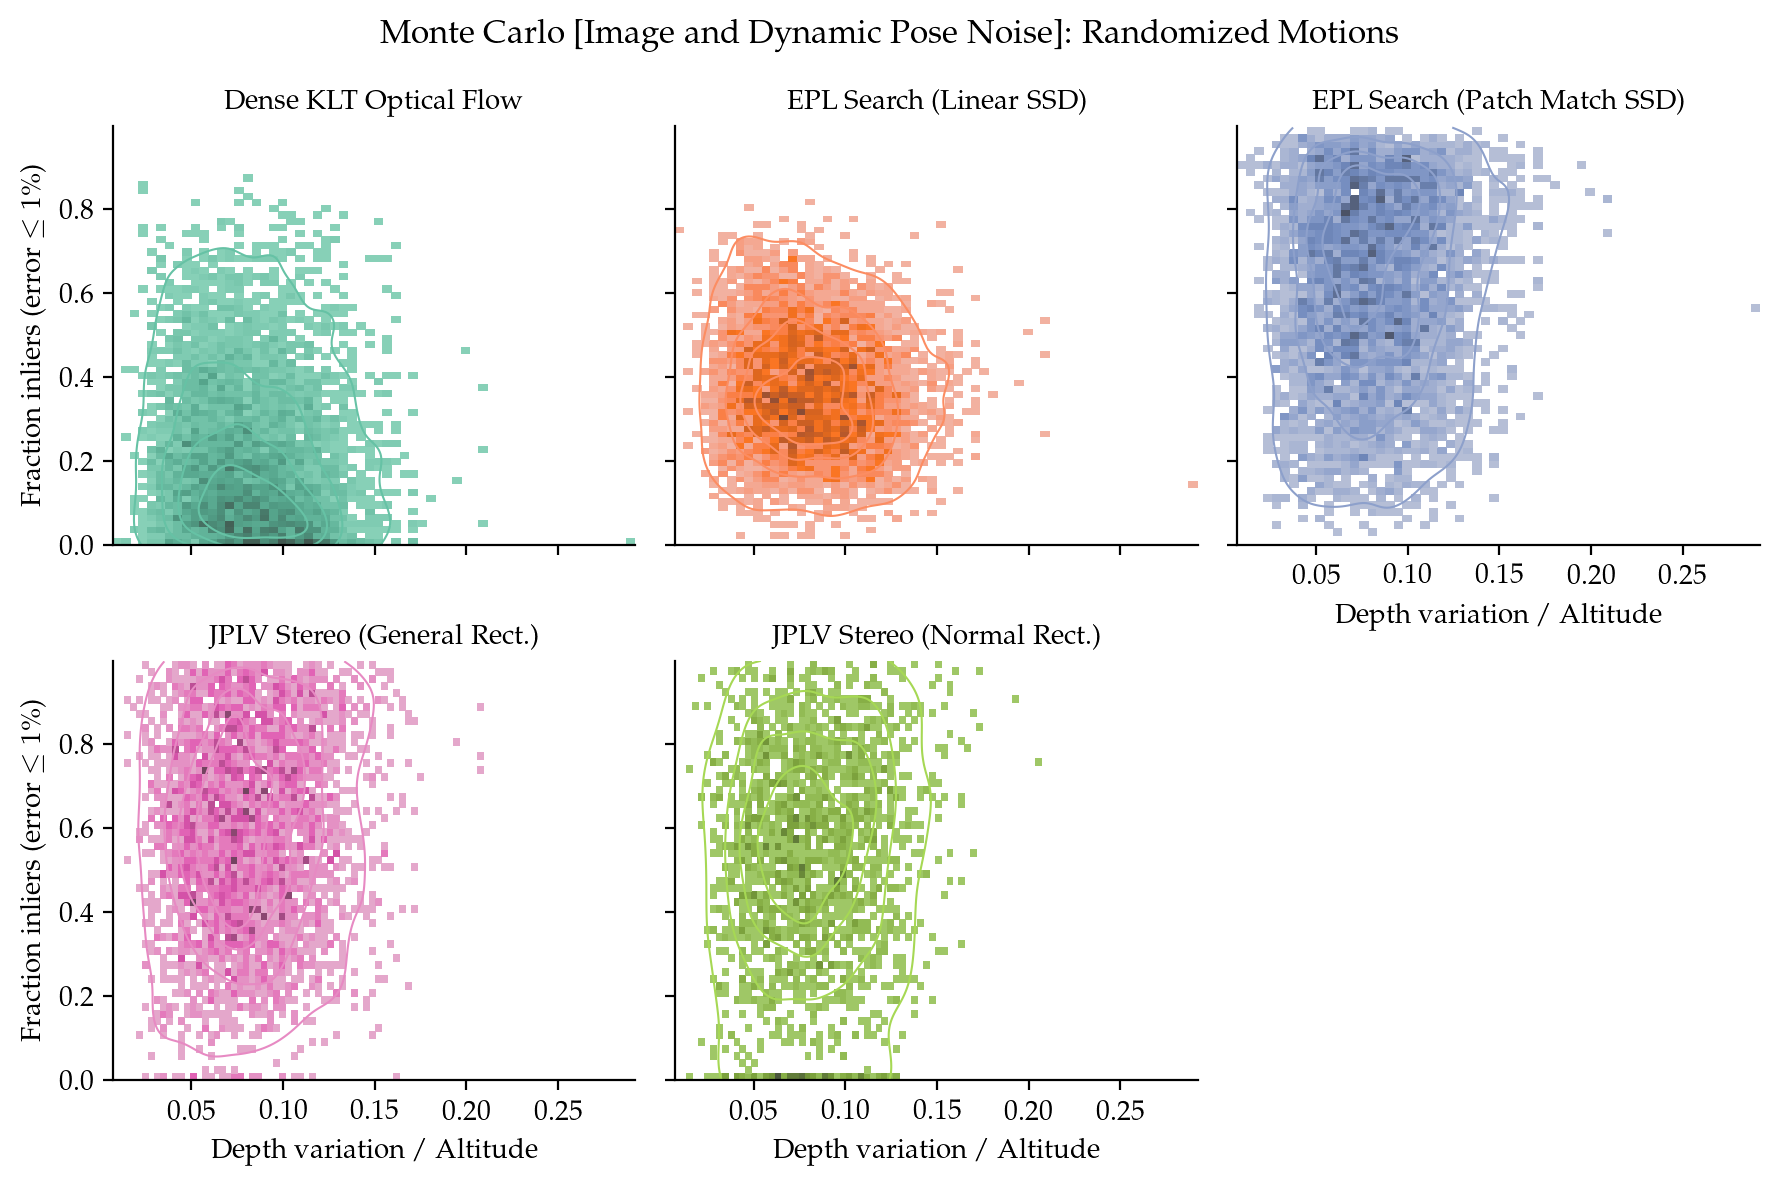 Monte Carlo [Image and Dynamic Pose Noise]: Randomized Motions
Dense KLT Optical Flow
EPL Search (Linear SSD)
EPL Search (Patch Match SSD)
Fraction inliers (error ≤ 1%)
0.8
0.6
0.4
0.2
0.0
0.05 0.10 0.15 0.20 0.25
Depth variation / Altitude
JPLV Stereo (General Rect.)
JPLV Stereo (Normal Rect.)
Fraction inliers (error ≤ 1%)
0.8
0.6
0.4
0.2
0.0
0.05 0.10 0.15 0.20 0.25
0.05 0.10 0.15 0.20 0.25
Depth variation / Altitude
Depth variation / Altitude